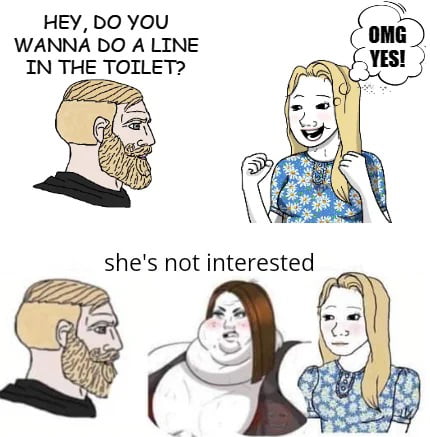 HEY, DO YOU
WANNA DO A LINE
IN THE TOILET?
OMG
YES!
she's not interested